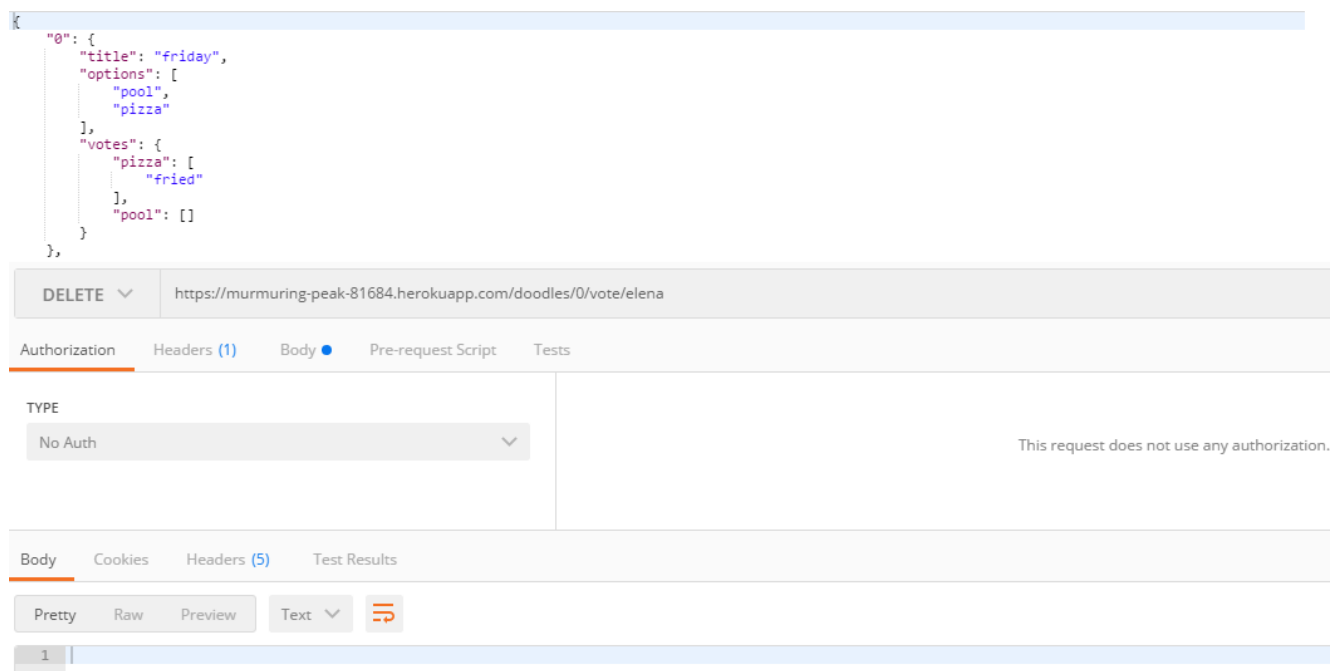 {
"0": {
"title": "friday",
"options": [
"pool",
"pizza"
],
"votes": {
"pizza": [
"fried"
],
"pool": []
}
},
DELETE https://murmuring-peak-81684.herokuapp.com/doodles/0/vote/elena
Authorization Headers (1) Body Pre-request Script Tests
TYPE
No Auth
This request does not use any authorization.
Body Cookies Headers (5) Test Results
Pretty Raw Preview Text
1